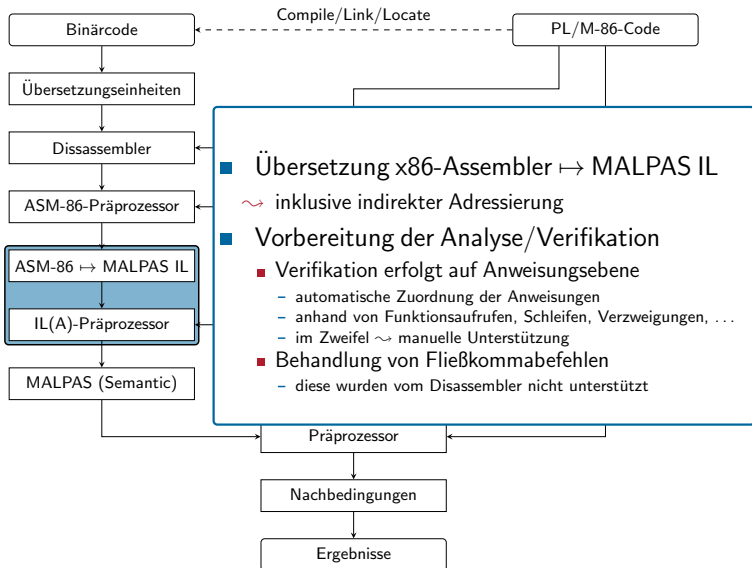 Compile/Link/Locate
Binärcode
PL/M-86-Code
Übersetzungseinheiten
Dissassembler
ASM-86-Präprozessor
ASM-86 ↦ MALPAS IL
IL(A)-Präprozessor
MALPAS (Semantic)
Übersetzung x86-Assembler ↦ MALPAS IL
⇝ inklusive indirekter Adressierung
Vorbereitung der Analyse/Verifikation
Verifikation erfolgt auf Anweisungsebene
– automatische Zuordnung der Anweisungen
– anhand von Funktionsaufrufen, Schleifen, Verzweigungen, ...
– im Zweifel ⇝ manuelle Unterstützung
Behandlung von Fließkommabefehlen
– diese wurden vom Disassembler nicht unterstützt
Präprozessor
Nachbedingungen
Ergebnisse